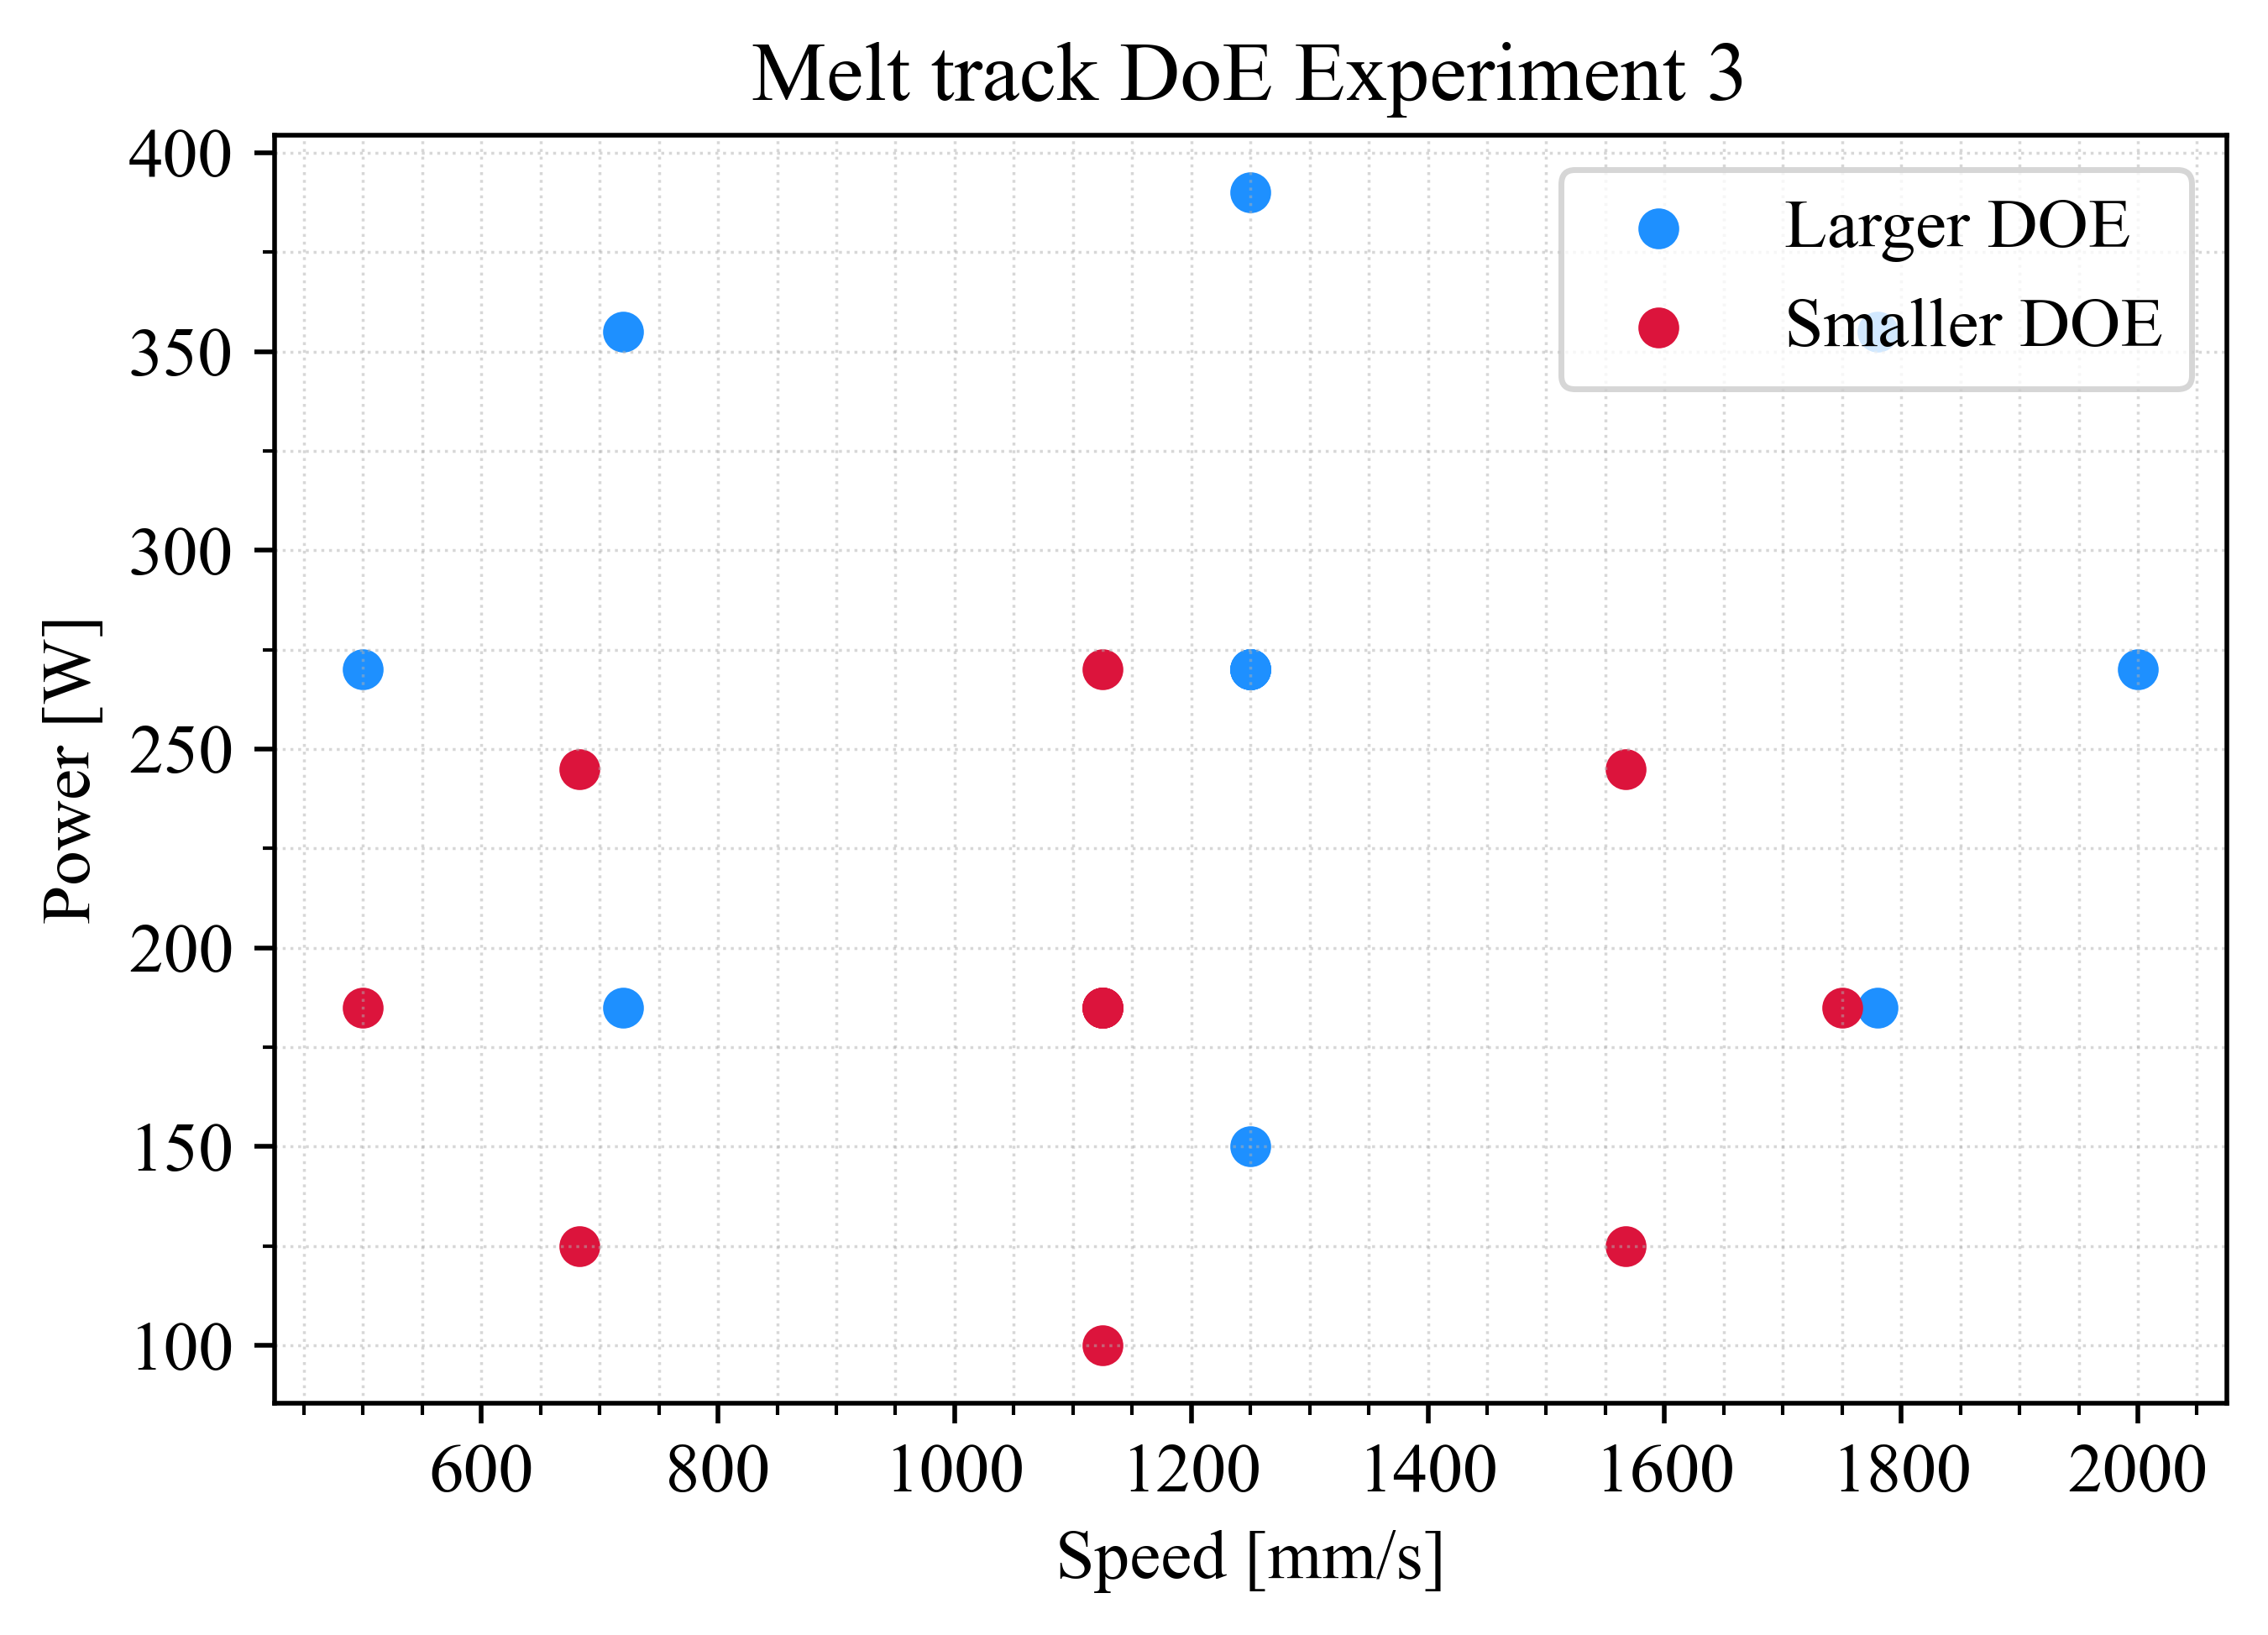 Melt track DoE Experiment 3
400
350
300
250
200
150
100
Power [W]
Larger DOE
Smaller DOE
600 800 1000 1200 1400 1600 1800 2000
Speed [mm/s]